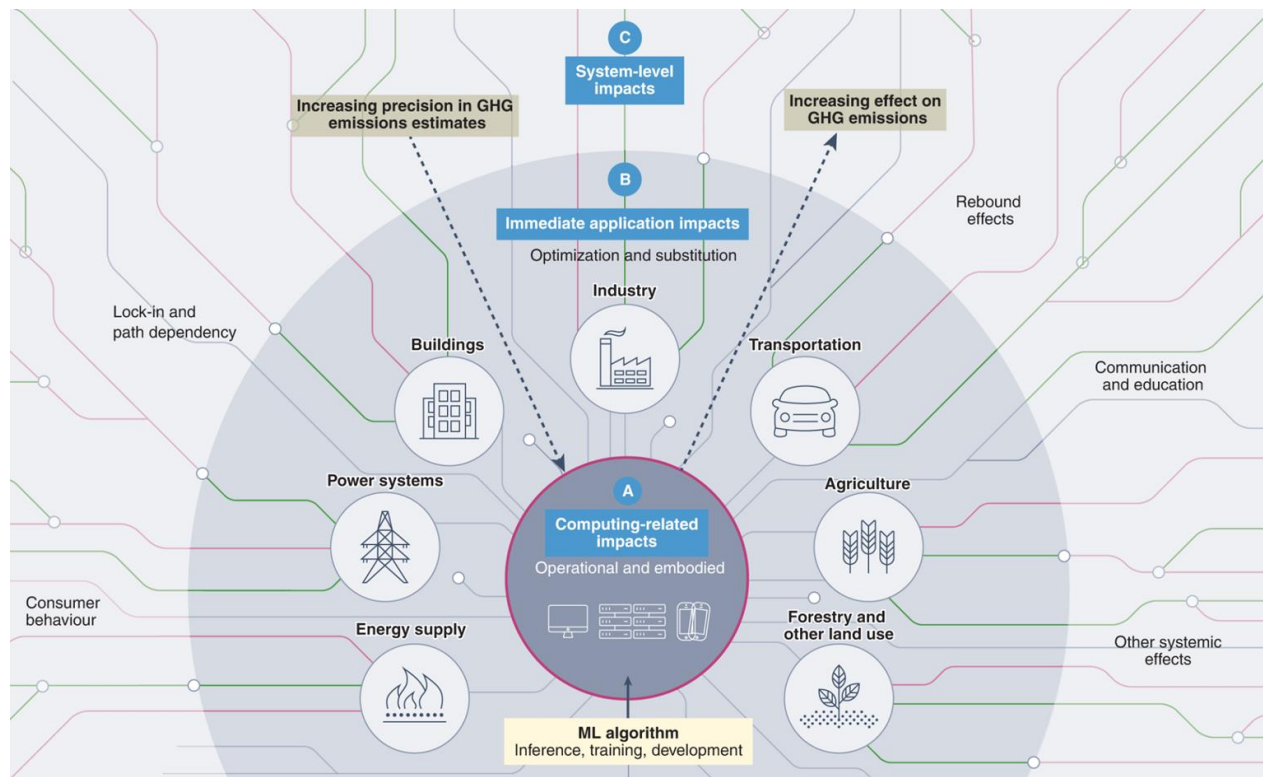 C
System-level
impacts
Increasing precision in GHG
emissions estimates
Increasing effect on
GHG emissions
B
Immediate application impacts
Optimization and substitution
Rebound
effects
Lock-in and
path dependency
Industry
Buildings
Transportation
Communication
and education
Power systems
Agriculture
A
Computing-related
impacts
Operational and embodied
Consumer
behaviour
Energy supply
Forestry and
other land use
Other systemic
effects
ML algorithm
Inference, training, development